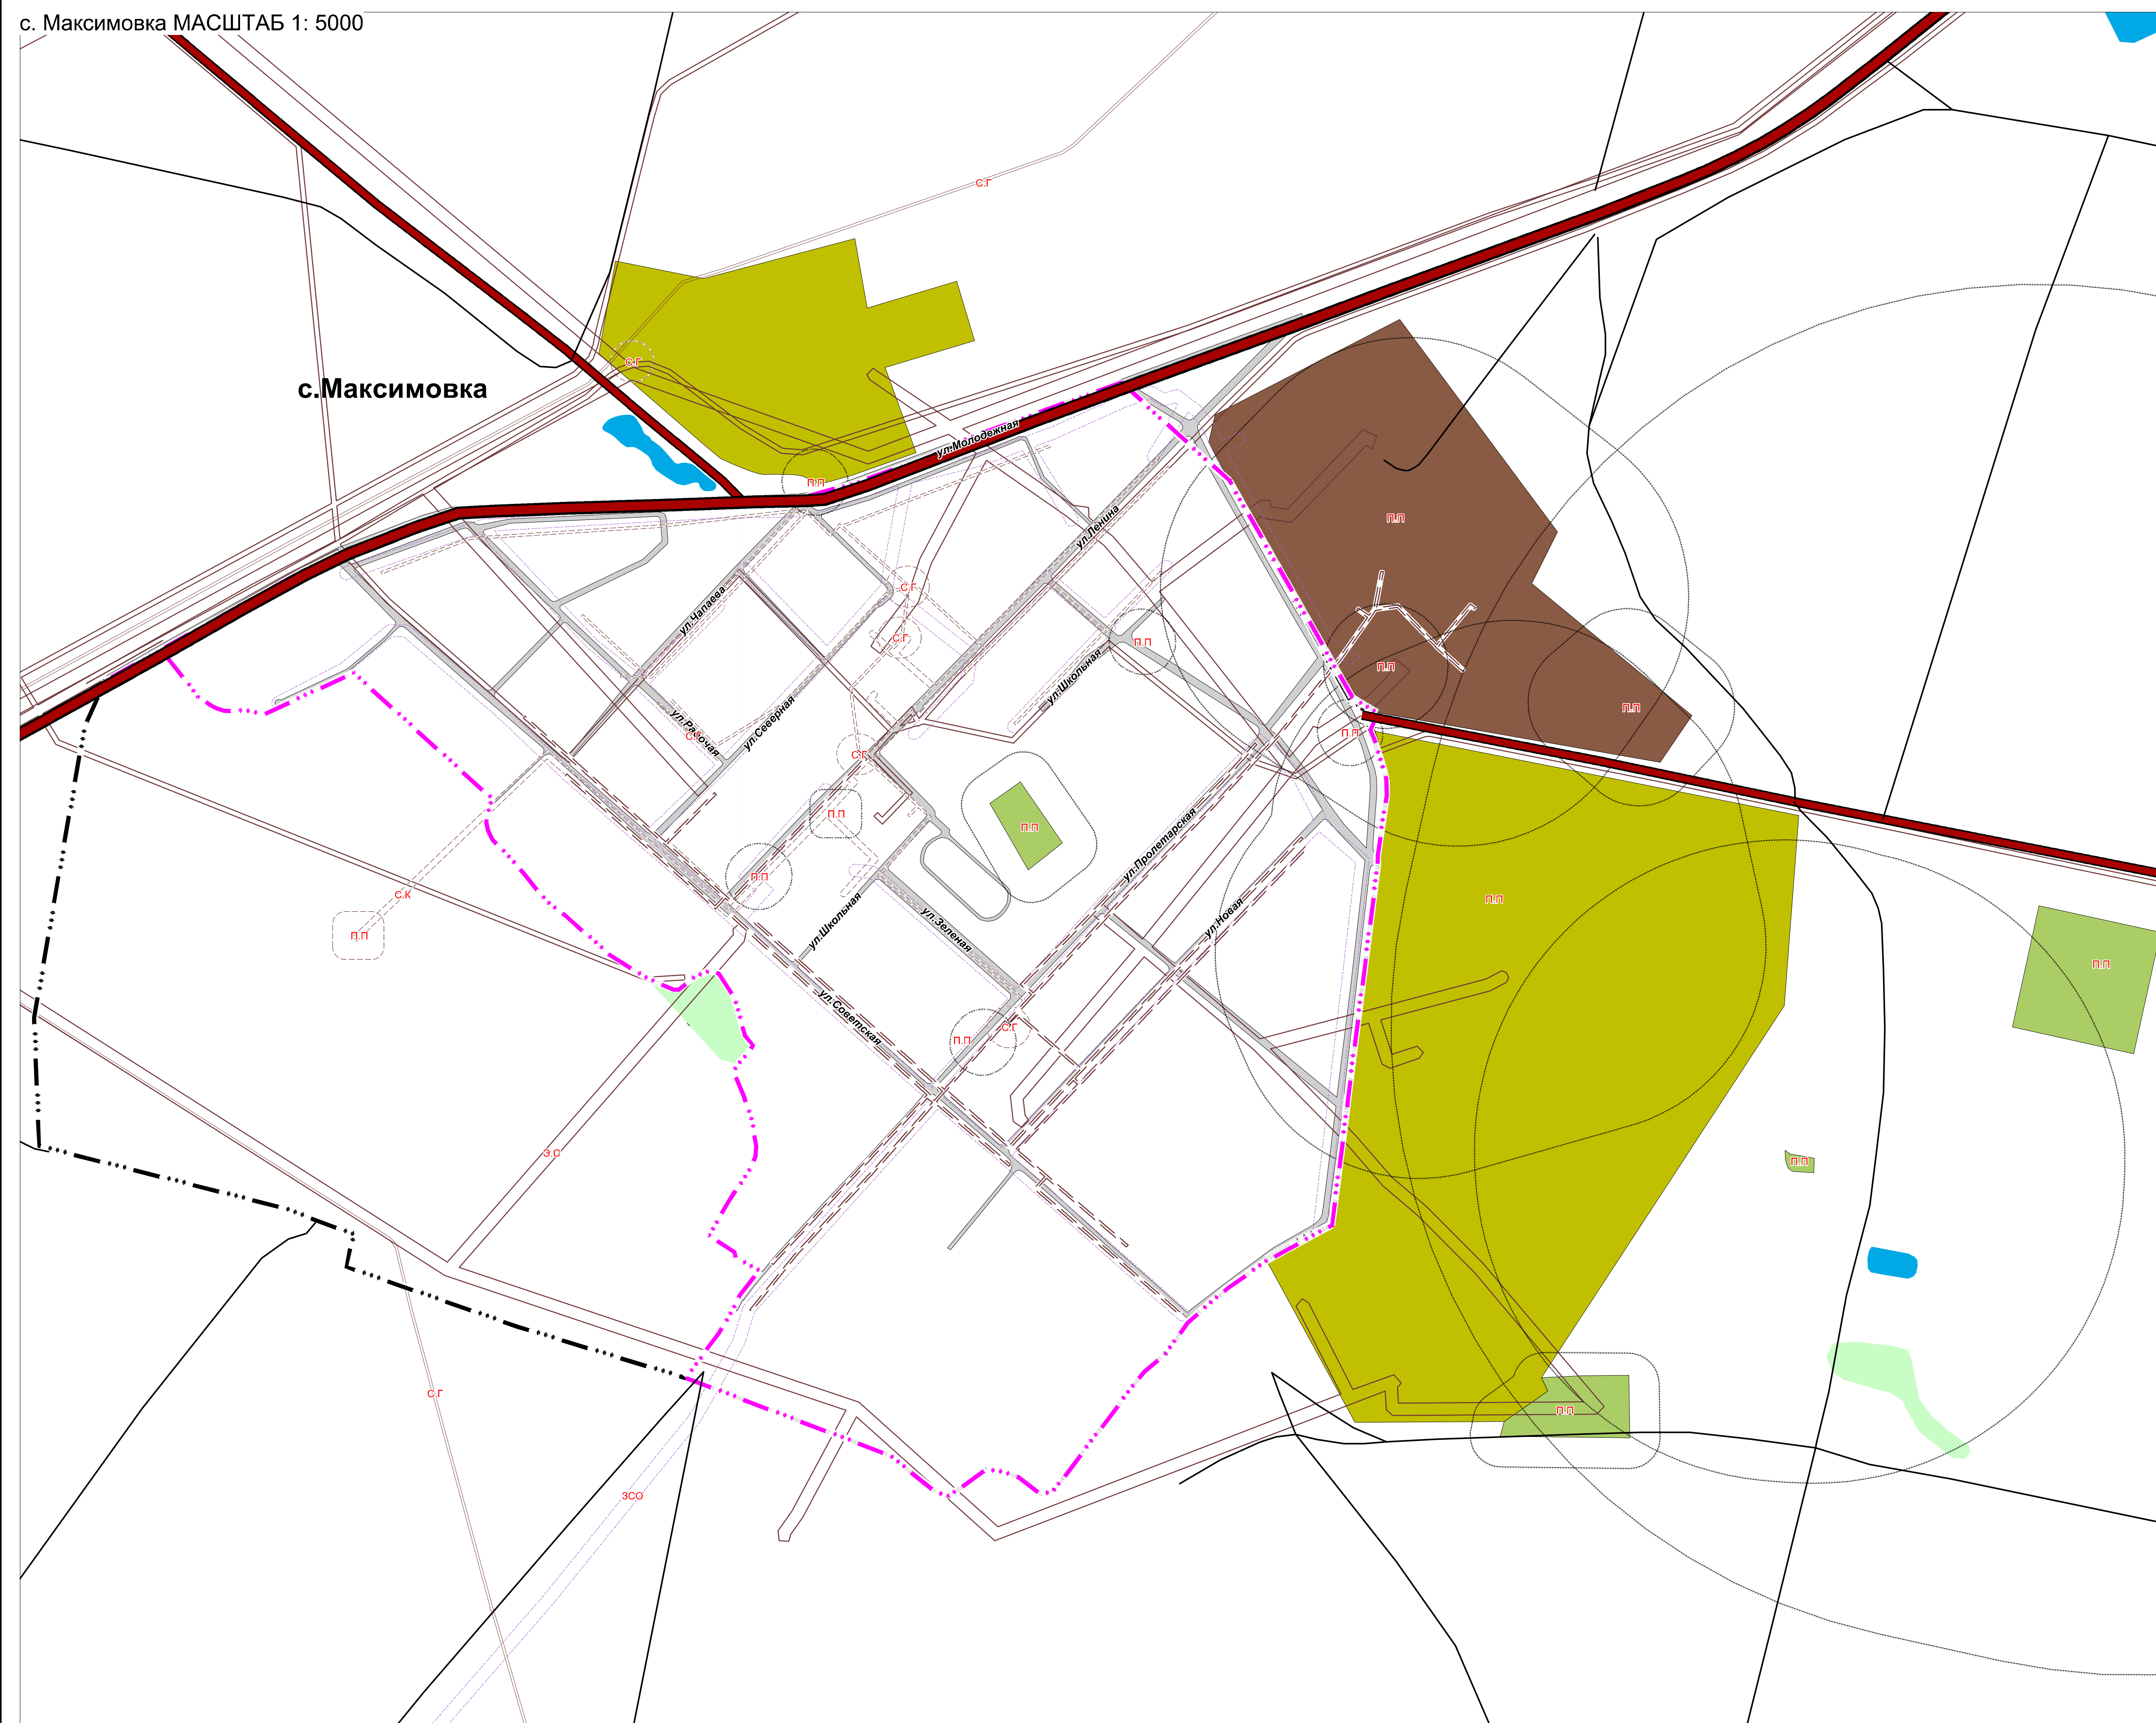 с. Максимовка МАСШТАБ 1: 5000
С.Г
С.Г
с.Максимовка
ул.Молодежная
П.П
П.П
ул.Ленина
С.Г
ул.Чапаева
С.Г
П.П
П.П
ул.Школьная
П.П
ул.Рабочая
ул.Северная
П.П
С.Г
П.П
П.П
ул.Пролетарская
П.П
С.К
П.П
ул.Школьная
ул.Зеленая
ул.Новая
П.П
П.П
П.П
ул.Советская
С.Г
П.П
Э.С
П.П
С.Г
П.П
ЗСО